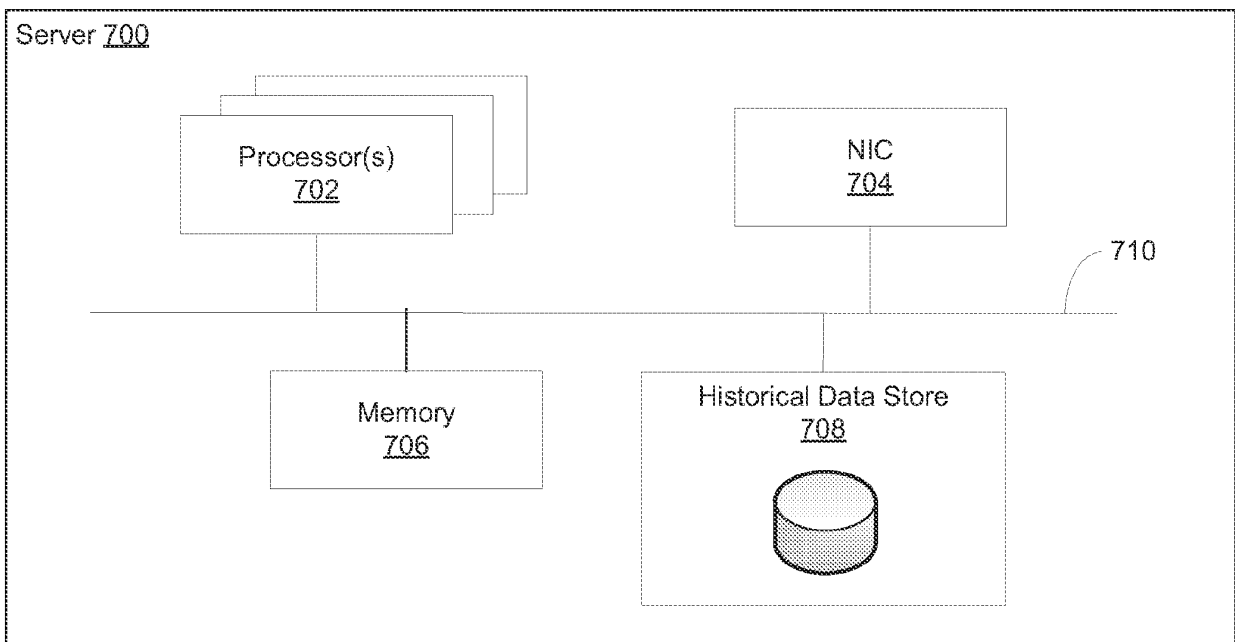 Server 700
Processor(s)
702
NIC
704
710
Memory
706
Historical Data Store
708